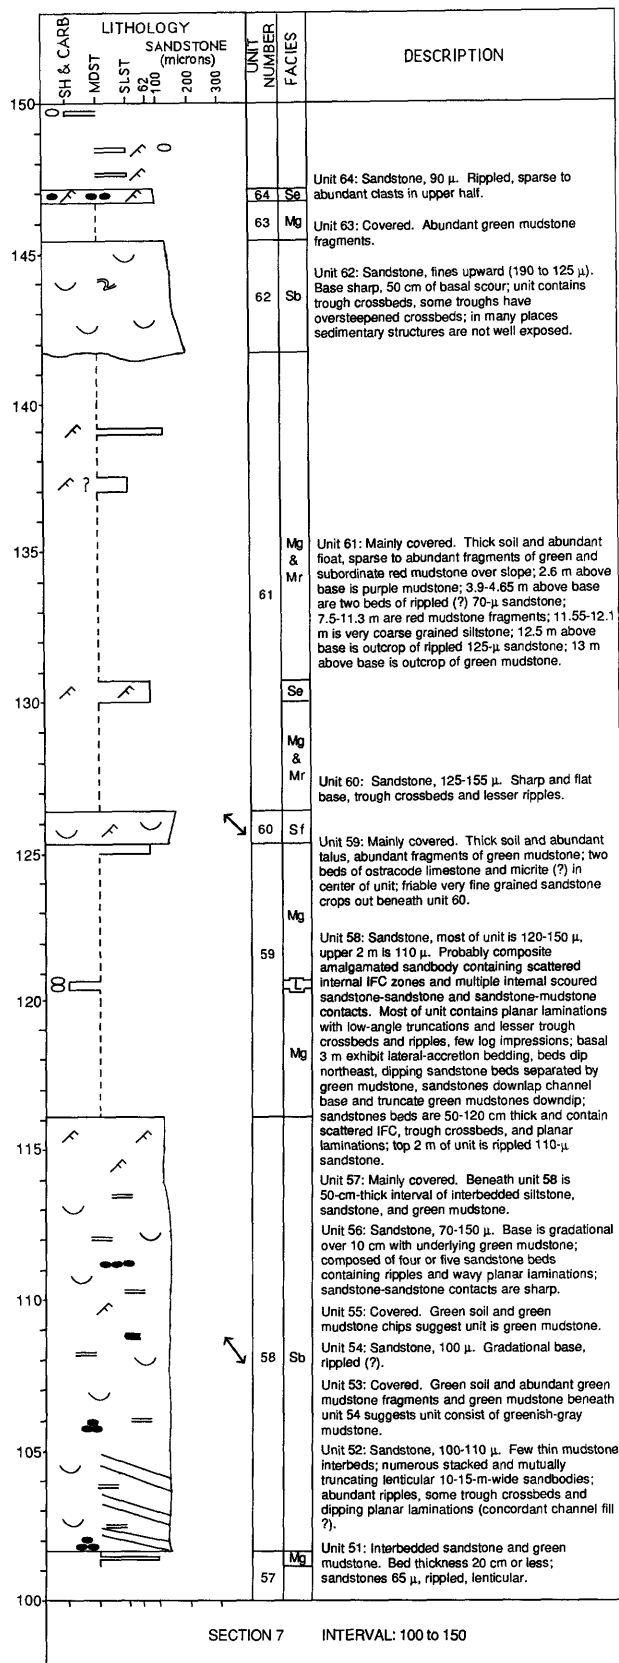 LITHOLOGY
SANDSTONE
(microns)
SH & CARB
MDST
SLST
62
100
200
300
UNIT
NUMBER
FACIES
DESCRIPTION
150
145
140
135
130
125
120
115
110
105
100
?
64
Se
63
Mg
62
Sb
61
Mg
&
Mr
Se
Mg
&
Mr
60
Sf
59
Mg
L
Mg
58
Sb
57
Mg
Unit 64: Sandstone, 90 μ. Rippled, sparse to
abundant clasts in upper half.
Unit 63: Covered. Abundant green mudstone
fragments.
Unit 62: Sandstone, fines upward (190 to 125 μ).
Base sharp, 50 cm of basal scour; unit contains
trough crossbeds, some troughs have
oversteepened crossbeds; in many places
sedimentary structures are not well exposed.
Unit 61: Mainly covered. Thick soil and abundant
float, sparse to abundant fragments of green and
subordinate red mudstone over slope; 2.6 m above
base is purple mudstone; 3.9-4.65 m above base
are two beds of rippled (?) 70-μ sandstone;
7.5-11.3 m are red mudstone fragments; 11.55-12.1
m is very coarse grained siltstone; 12.5 m above
base is outcrop of rippled 125-μ sandstone; 13 m
above base is outcrop of green mudstone.
Unit 60: Sandstone, 125-155 μ. Sharp and flat
base, trough crossbeds and lesser ripples.
Unit 59: Mainly covered. Thick soil and abundant
talus, abundant fragments of green mudstone; two
beds of ostracode limestone and micrite (?) in
center of unit; friable very fine grained sandstone
crops out beneath unit 60.
Unit 58: Sandstone, most of unit is 120-150 μ,
upper 2 m is 110 μ. Probably composite
amalgamated sandbody containing scattered
internal IFC zones and multiple internal scoured
sandstone-sandstone and sandstone-mudstone
contacts. Most of unit contains planar laminations
with low-angle truncations and lesser trough
crossbeds and ripples, few log impressions; basal
3 m exhibit lateral-accretion bedding, beds dip
northeast, dipping sandstone beds separated by
green mudstone, sandstones downlap channel
base and truncate green mudstones downdip;
sandstones beds are 50-120 cm thick and contain
scattered IFC, trough crossbeds, and planar
laminations; top 2 m of unit is rippled 110-μ
sandstone.
Unit 57: Mainly covered. Beneath unit 58 is
50-cm-thick interval of interbedded siltstone,
sandstone, and green mudstone.
Unit 56: Sandstone, 70-150 μ. Base is gradational
over 10 cm with underlying green mudstone;
composed of four or five sandstone beds
containing ripples and wavy planar laminations;
sandstone-sandstone contacts are sharp.
Unit 55: Covered. Green soil and green
mudstone chips suggest unit is green mudstone.
Unit 54: Sandstone, 100 μ. Gradational base,
rippled (?).
Unit 53: Covered. Green soil and abundant green
mudstone fragments and green mudstone beneath
unit 54 suggests unit consist of greenish-gray
mudstone.
Unit 52: Sandstone, 100-110 μ. Few thin mudstone
interbeds; numerous stacked and mutually
truncating lenticular 10-15-m-wide sandbodies;
abundant ripples, some trough crossbeds and
dipping planar laminations (concordant channel fill
?).
Unit 51: Interbedded sandstone and green
mudstone. Bed thickness 20 cm or less;
sandstones 65 μ, rippled, lenticular.
SECTION 7 INTERVAL: 100 to 150